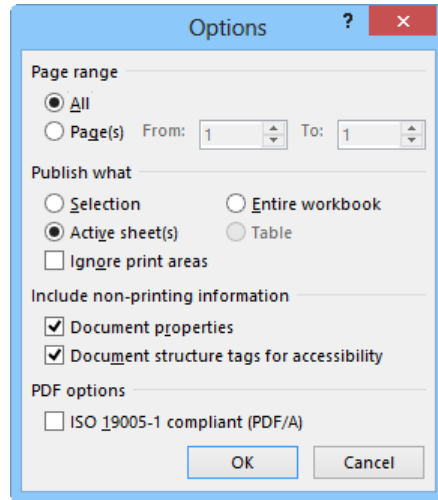 Options ? ×
Page range
All
Page(s) From: 1 To: 1
Publish what
Selection Entire workbook
Active sheet(s) Table
Ignore print areas
Include non-printing information
Document properties
Document structure tags for accessibility
PDF options
ISO 19005-1 compliant (PDF/A)
OK Cancel